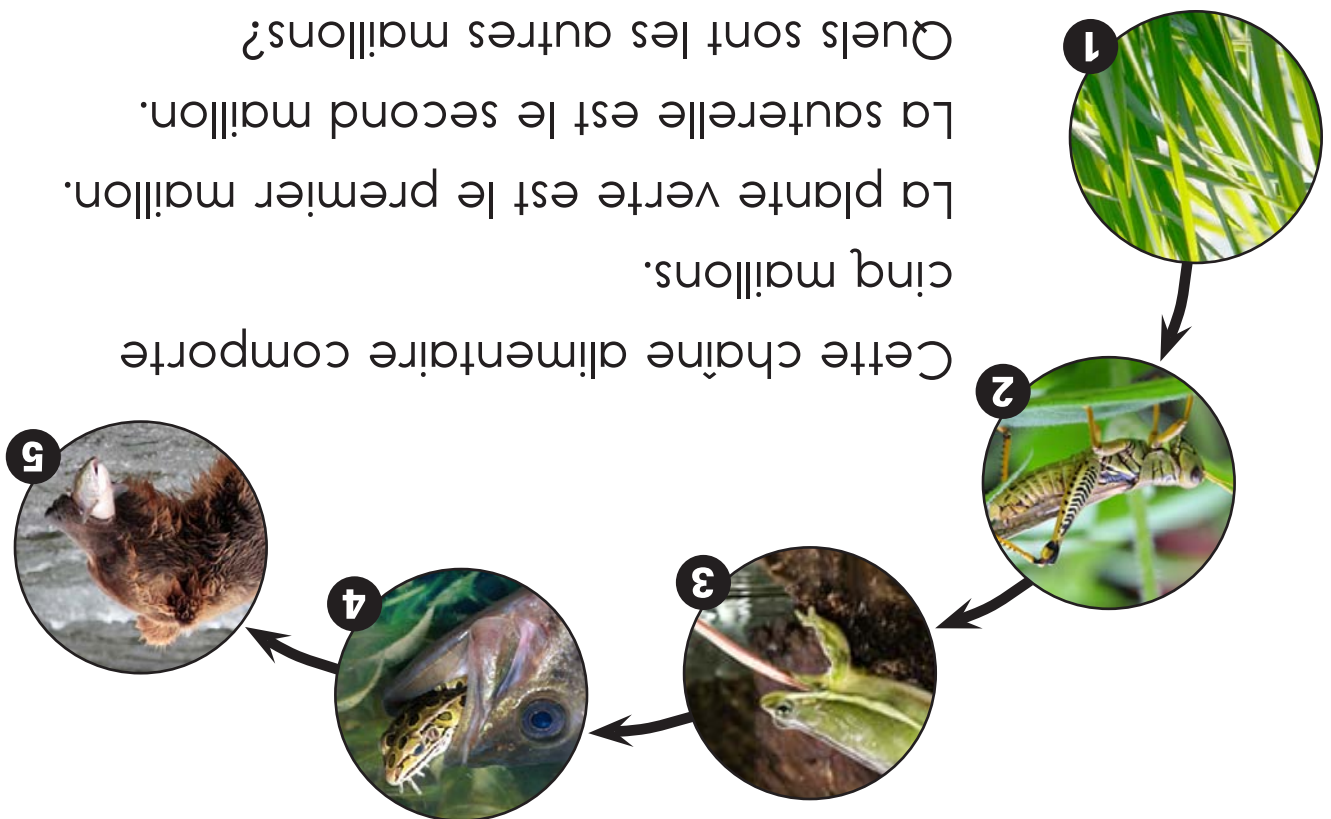 Cette chaîne alimentaire comporte
cinq maillons.
La plante verte est le premier maillon.
La sauterelle est le second maillon.
Quels sont les autres maillons?
5
4
3
2
1